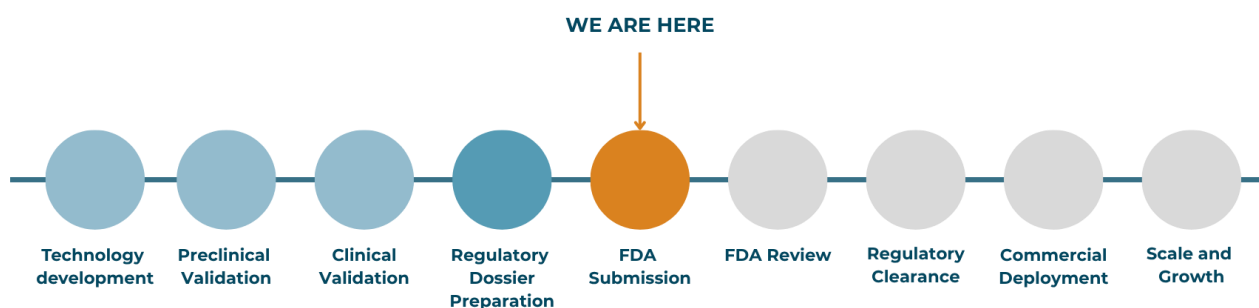 WE ARE HERE
Technology
development
Preclinical
Validation
Clinical
Validation
Regulatory
Dossier
Preparation
FDA
Submission
FDA Review
Regulatory
Clearance
Commercial
Deployment
Scale and
Growth